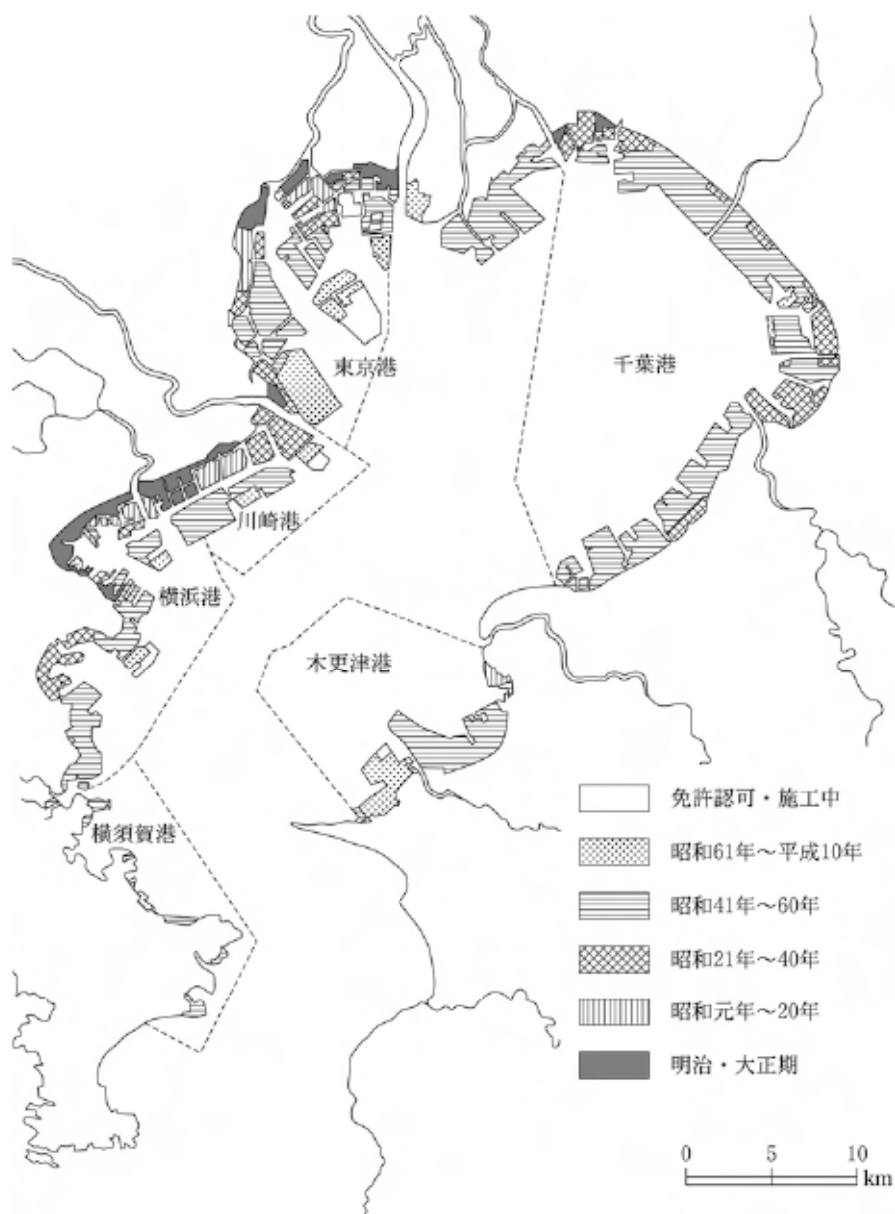 東京港
千葉港
川崎港
横浜港
木更津港
横須賀港
免許認可・施工中
昭和61年～平成10年
昭和41年～60年
昭和21年～40年
昭和元年～20年
明治・大正期
0 5 10
km